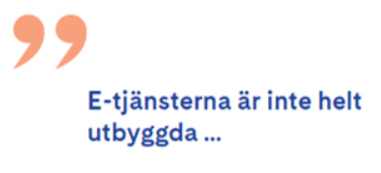 ”
E-tjänsterna är inte helt
utbyggda ...